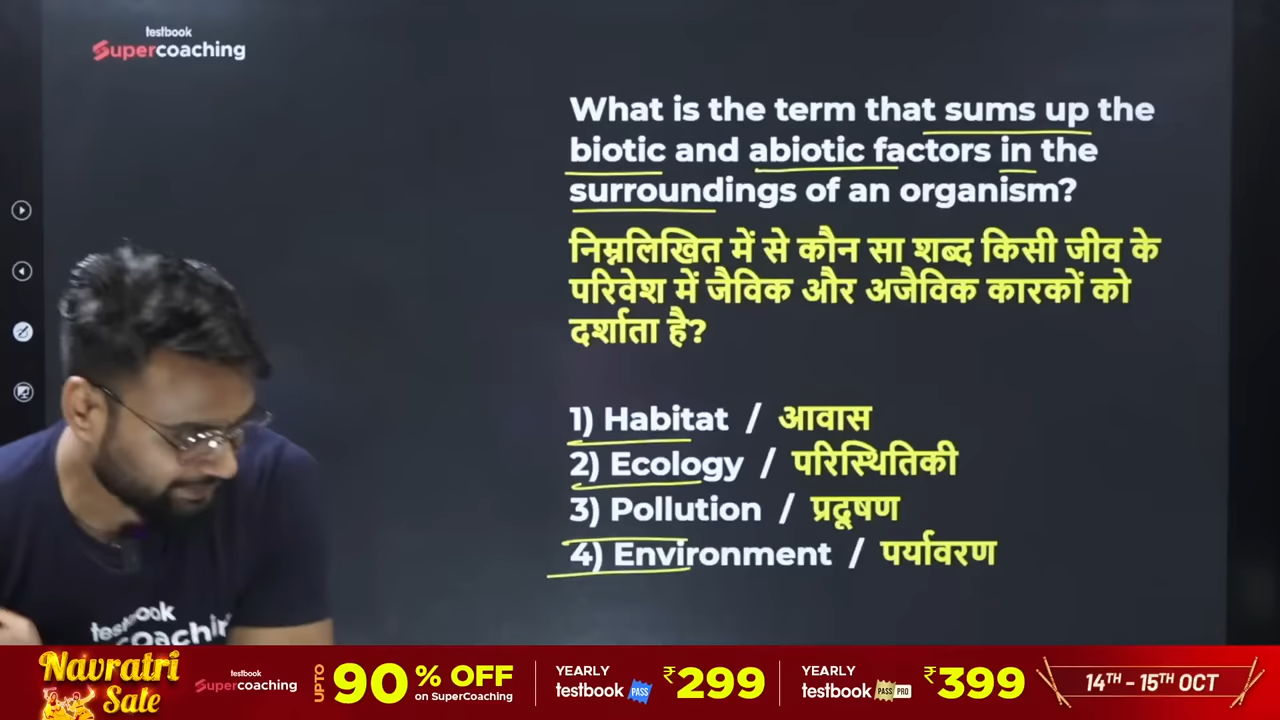 testbook
Supercoaching
What is the term that sums up the
biotic and abiotic factors in the
surroundings of an organism?
निम्नलिखित में से कौन सा शब्द किसी जीव के
परिवेश में जैविक और अजैविक कारकों को
दर्शाता है?
1) Habitat / आवास
2) Ecology / परिस्थितिकी
3) Pollution / प्रदूषण
4) Environment / पर्यावरण
testbook
coachin
Navratri
Sale
testbook
Supercoaching
UPTO
90% OFF
on SuperCoaching
YEARLY
testbook PASS
₹299
YEARLY
testbook PASS PRO
₹399
14TH - 15TH OCT